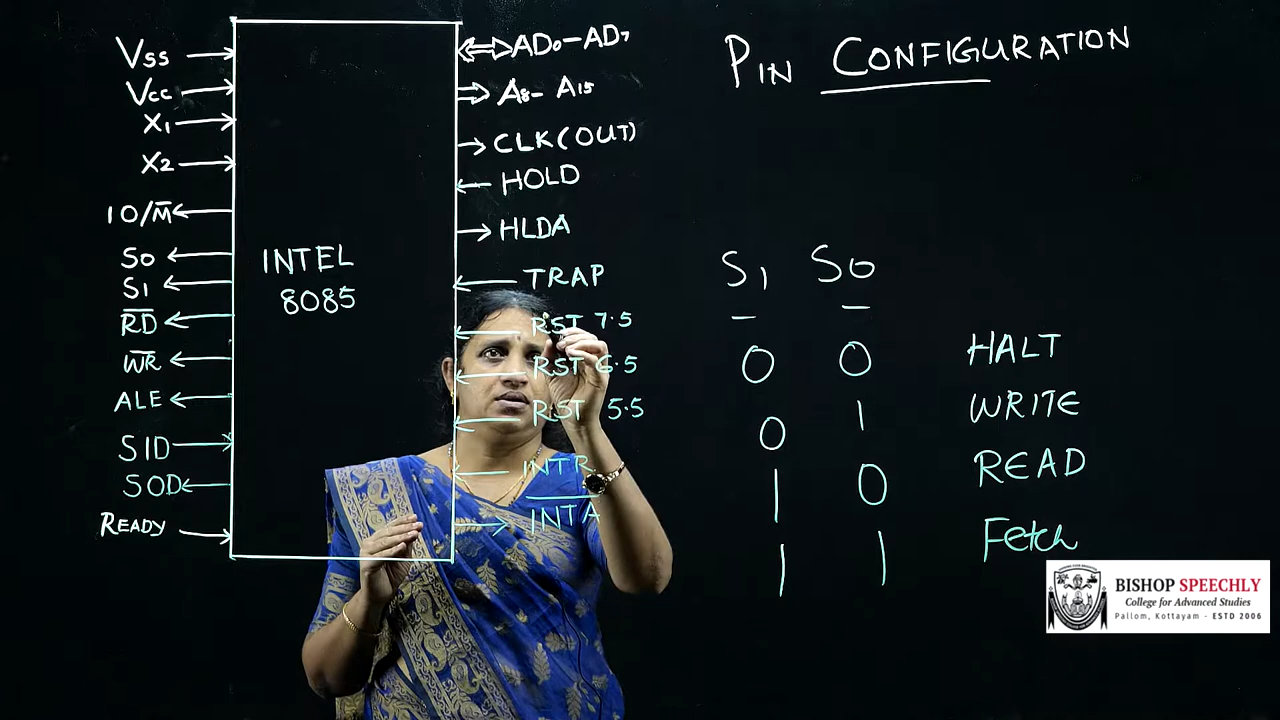 PIN CONFIGURATION
VSS
VCC
X1
X2
IO/M̅
S0
S1
R̅D̅
W̅R̅
ALE
SID
SOD
READY
INTEL
8085
AD0-AD7
A8-A15
CLK(OUT)
HOLD
HLDA
TRAP
RST 7.5
RST 6.5
RST 5.5
INTR
I̅N̅T̅A̅
S1 S0
0 0 HALT
0 1 WRITE
1 0 READ
1 1 Fetch
BISHOP SPEECHLY
College for Advanced Studies
Pallom, Kottayam - ESTD 2006